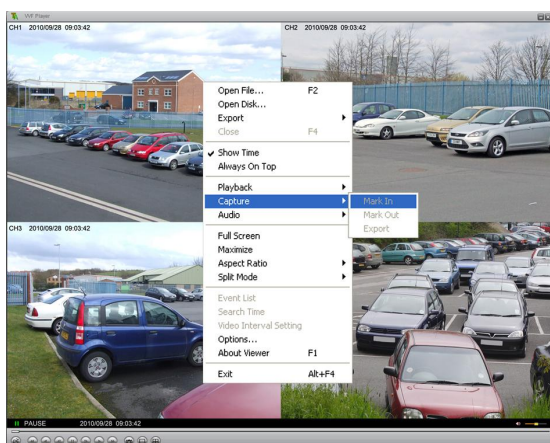 VVF Player
CH1 2010/09/28 09:03:42
CH2 2010/09/28 09:03:42
Open File... F2
Open Disk...
Export
Close F4
Show Time
Always On Top
Playback
Capture
Audio
Mark In
Mark Out
Export
Full Screen
Maximize
Aspect Ratio
Split Mode
Event List
Search Time
Video Interval Setting
Options...
About Viewer F1
Exit Alt+F4
CH3 2010/09/28 09:03:42
PAUSE 2010/09/28 09:03:42